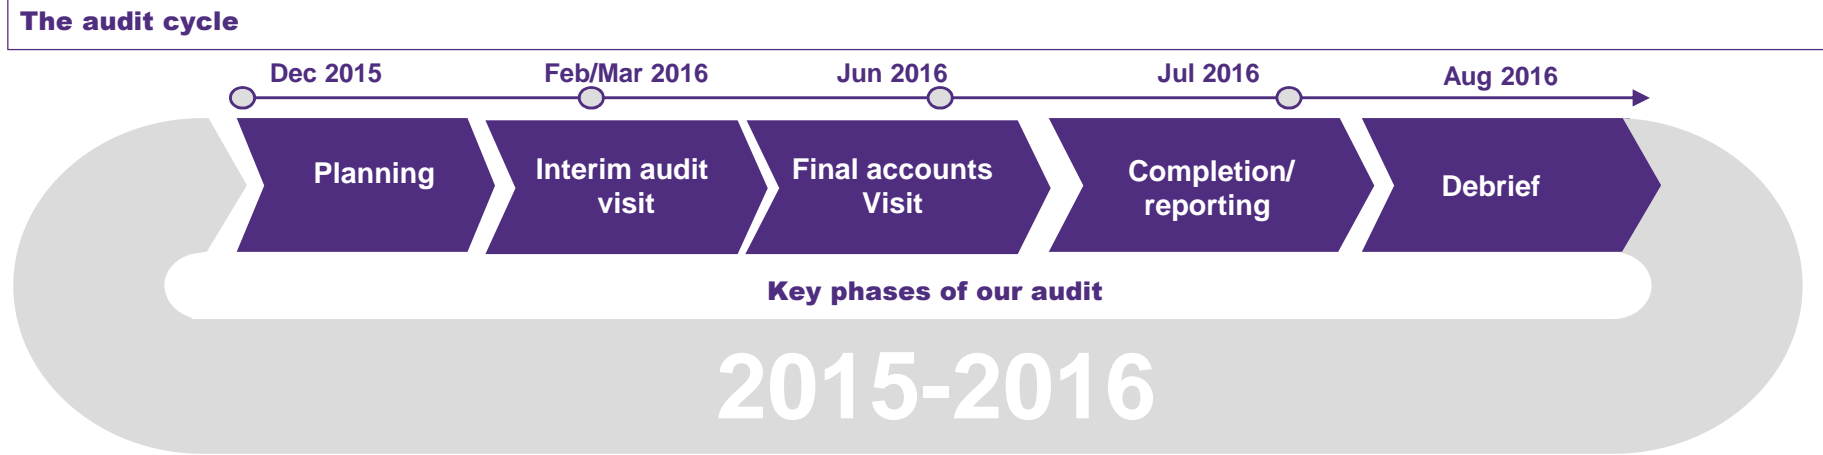 The audit cycle
Dec 2015
Feb/Mar 2016
Jun 2016
Jul 2016
Aug 2016
Planning
Interim audit
visit
Final accounts
Visit
Completion/
reporting
Debrief
Key phases of our audit
2015-2016